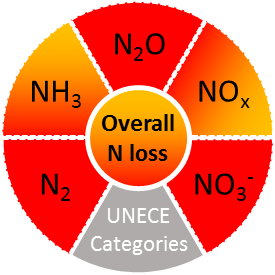 N₂O
NH₃
NOₓ
Overall
N loss
N₂
NO₃⁻
UNECE
Categories